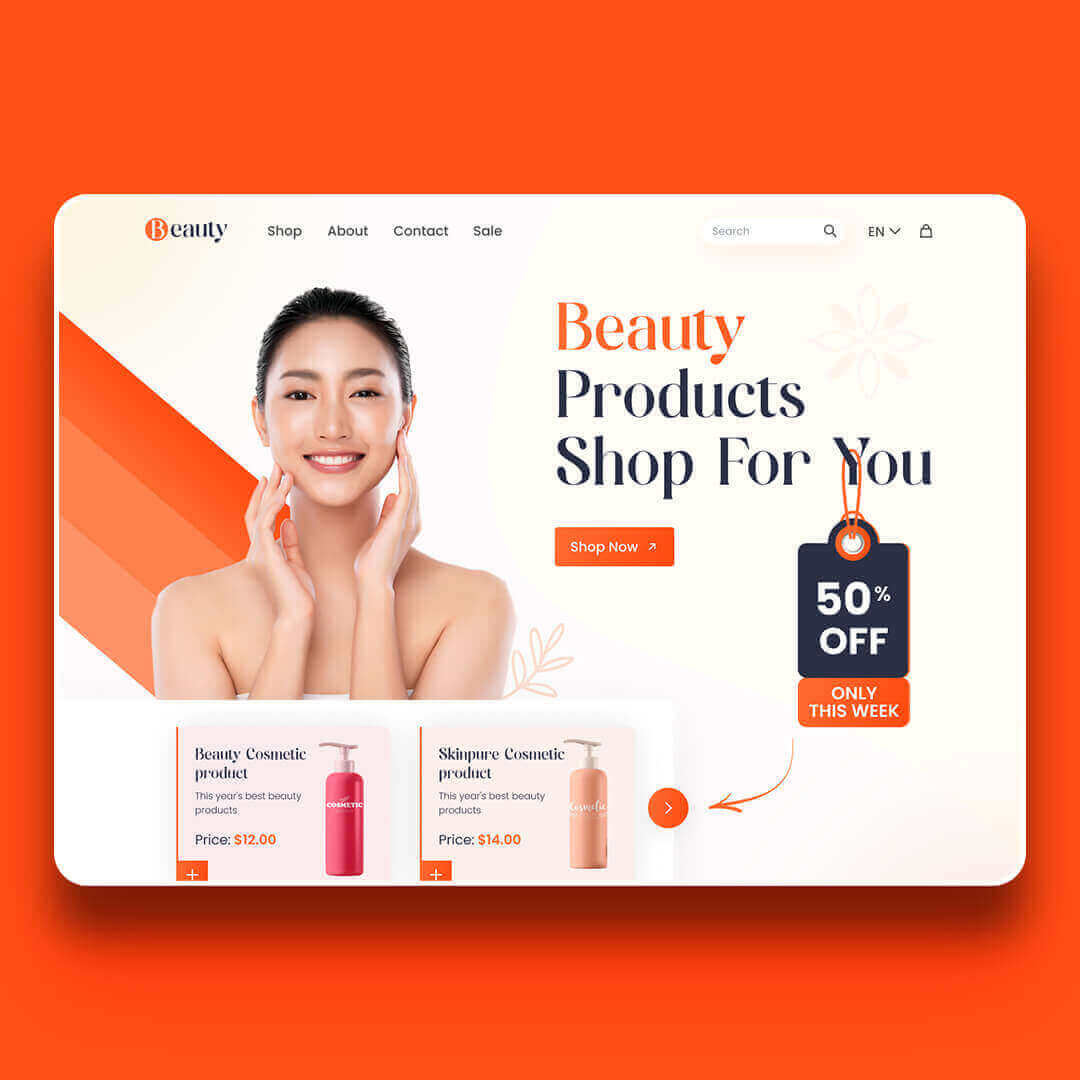 Beauty
Shop About Contact Sale
Search
EN
Beauty
Products
Shop For You
Shop Now
50%
OFF
ONLY
THIS WEEK
Beauty Cosmetic
product
This year's best beauty
products
Price: $12.00
COSMETIC
Skinpure Cosmetic
product
This year's best beauty
products
Price: $14.00
Cosmetic